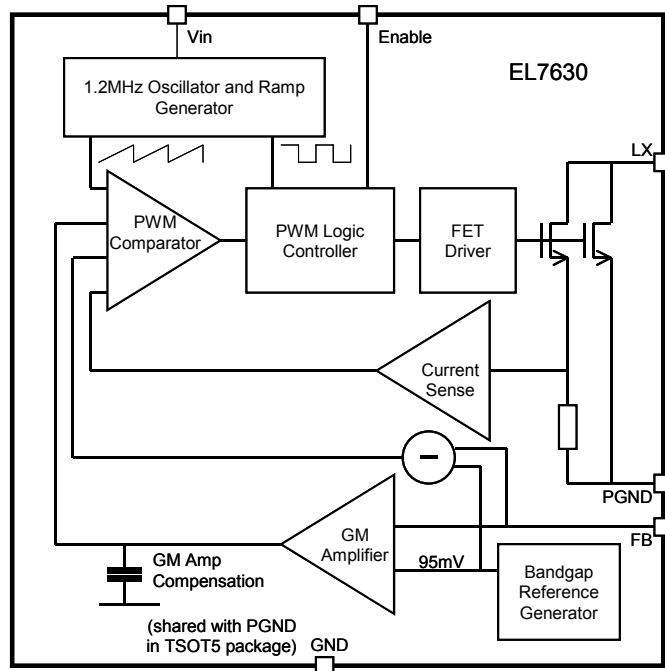 Vin
Enable
EL7630
1.2MHz Oscillator and Ramp
Generator
LX
PWM
Comparator
PWM Logic
Controller
FET
Driver
Current
Sense
PGND
FB
GM
Amplifier
95mV
Bandgap
Reference
Generator
GM Amp
Compensation
(shared with PGND
in TSOT5 package)
GND